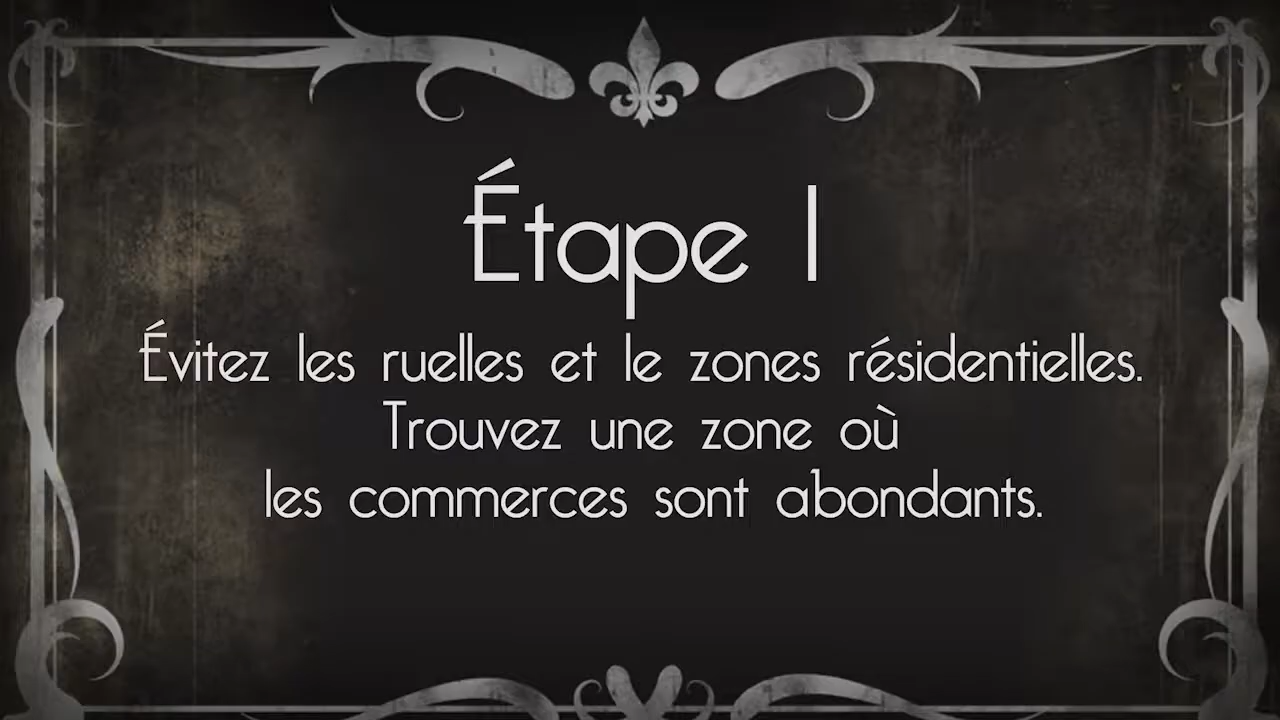 Étape 1
Évitez les ruelles et le zones résidentielles.
Trouvez une zone où
les commerces sont abondants.